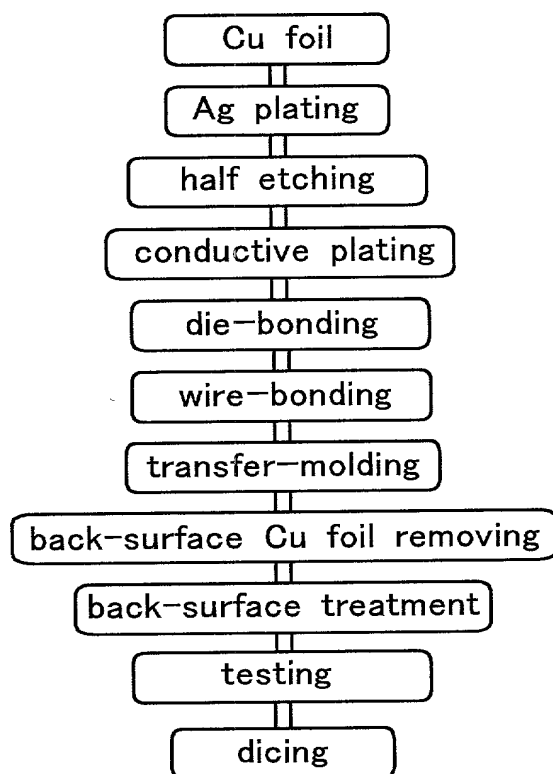 Cu foil
Ag plating
half etching
conductive plating
die-bonding
wire-bonding
transfer-molding
back-surface Cu foil removing
back-surface treatment
testing
dicing